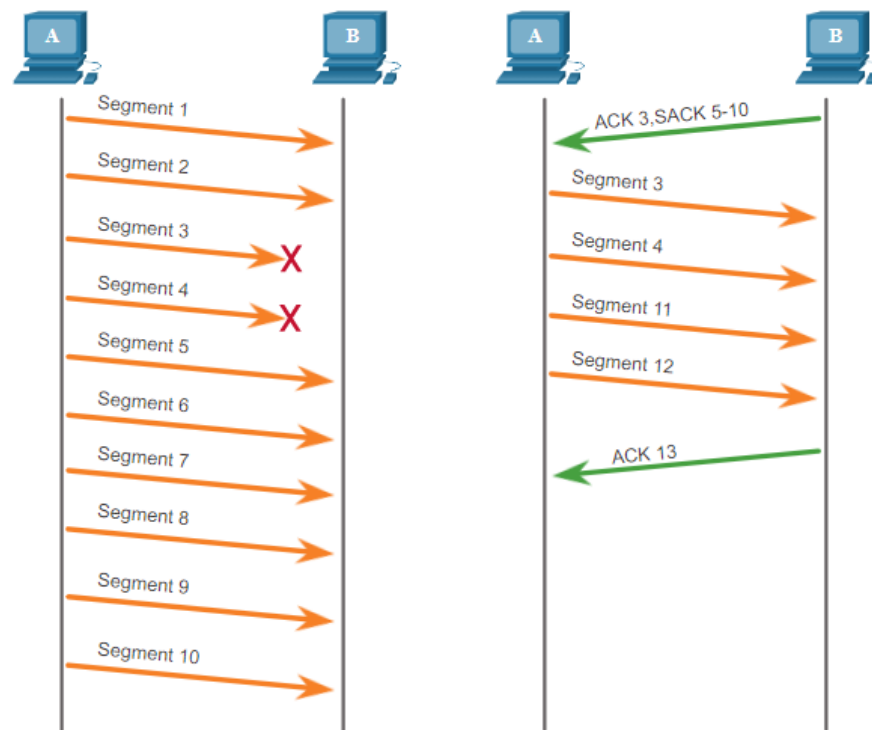 A
B
Segment 1
Segment 2
Segment 3
X
Segment 4
X
Segment 5
Segment 6
Segment 7
Segment 8
Segment 9
Segment 10
A
B
ACK 3,SACK 5-10
Segment 3
Segment 4
Segment 11
Segment 12
ACK 13